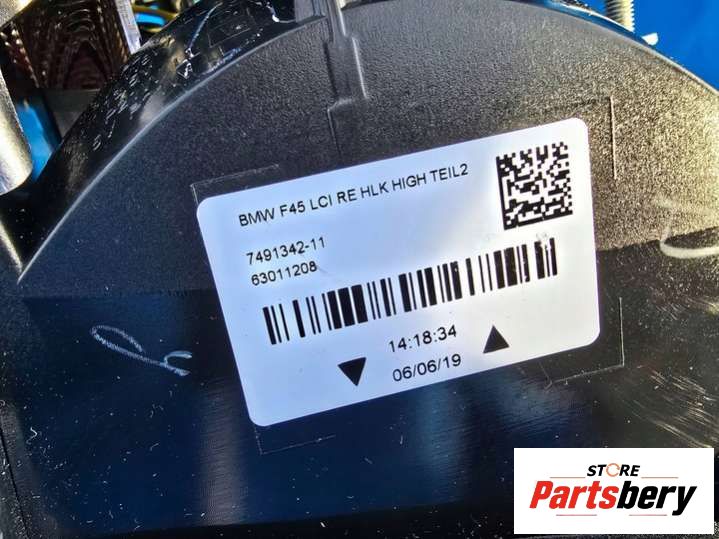 BMW F45 LCI RE HLK HIGH TEIL2
7491342-11
63011208
14:18:34
06/06/19
STORE
Partsbery